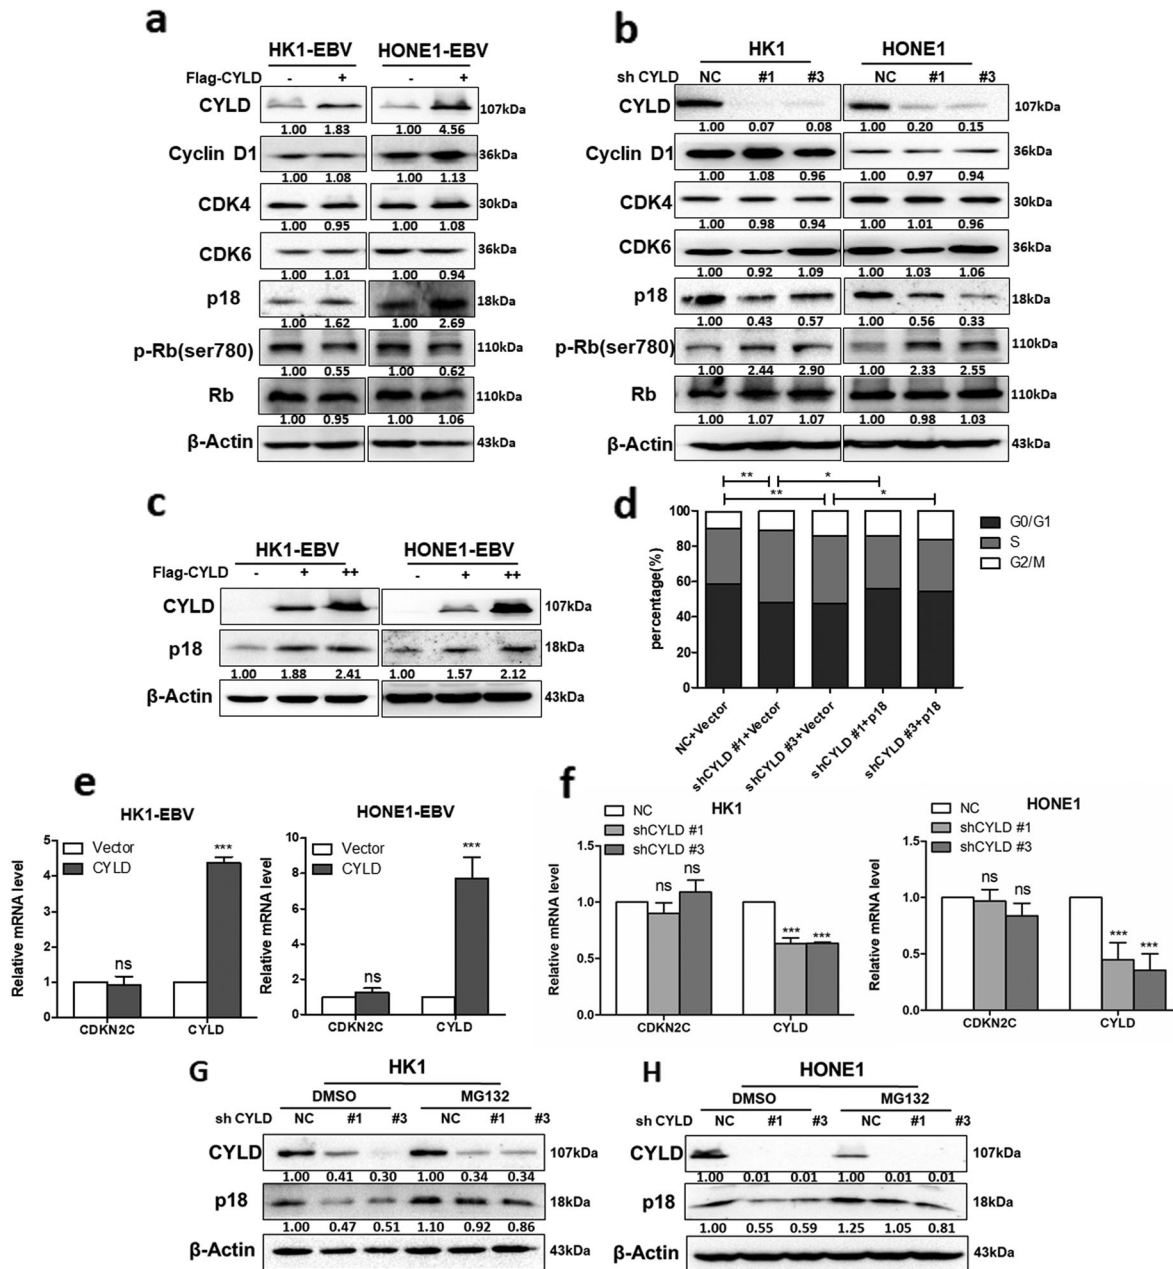 a
HK1-EBV HONE1-EBV
Flag-CYLD - + - +
CYLD 107kDa
1.00 1.83 1.00 4.56
Cyclin D1 36kDa
1.00 1.08 1.00 1.13
CDK4 30kDa
1.00 0.95 1.00 1.08
CDK6 36kDa
1.00 1.01 1.00 0.94
p18 18kDa
1.00 1.62 1.00 2.69
p-Rb(ser780) 110kDa
1.00 0.55 1.00 0.62
Rb 110kDa
1.00 0.95 1.00 1.06
β-Actin 43kDa
b
HK1 HONE1
sh CYLD NC #1 #3 NC #1 #3
CYLD 107kDa
1.00 0.07 0.08 1.00 0.20 0.15
Cyclin D1 36kDa
1.00 1.08 0.96 1.00 0.97 0.94
CDK4 30kDa
1.00 0.98 0.94 1.00 1.01 0.96
CDK6 36kDa
1.00 0.92 1.09 1.00 1.03 1.06
p18 18kDa
1.00 0.43 0.57 1.00 0.56 0.33
p-Rb(ser780) 110kDa
1.00 2.44 2.90 1.00 2.33 2.55
Rb 110kDa
1.00 1.07 1.07 1.00 0.98 1.03
β-Actin 43kDa
c
HK1-EBV HONE1-EBV
Flag-CYLD - + ++ - + ++
CYLD 107kDa
p18 18kDa
1.00 1.88 2.41 1.00 1.57 2.12
β-Actin 43kDa
d
** *
** *
percentage(%)
100
80
60
40
20
0
G0/G1
S
G2/M
NC+Vector
shCYLD #1+Vector
shCYLD #3+Vector
shCYLD #1+p18
shCYLD #3+p18
e
HK1-EBV
Relative mRNA level
Vector
CYLD
5
4
3
2
1
0
ns ***
CDKN2C CYLD
HONE1-EBV
Relative mRNA level
Vector
CYLD
10
8
6
4
2
0
ns ***
CDKN2C CYLD
f
HK1
NC
shCYLD #1
shCYLD #3
Relative mRNA level
1.5
1.0
0.5
0.0
ns ns *** ***
CDKN2C CYLD
HONE1
NC
shCYLD #1
shCYLD #3
Relative mRNA level
1.0
0.5
0.0
ns ns *** ***
CDKN2C CYLD
G
HK1
DMSO MG132
sh CYLD NC #1 #3 NC #1 #3
CYLD 107kDa
1.00 0.41 0.30 1.00 0.34 0.34
p18 18kDa
1.00 0.47 0.51 1.10 0.92 0.86
β-Actin 43kDa
H
HONE1
DMSO MG132
sh CYLD NC #1 #3 NC #1 #3
CYLD 107kDa
1.00 0.01 0.01 1.00 0.01 0.01
p18 18kDa
1.00 0.55 0.59 1.25 1.05 0.81
β-Actin 43kDa